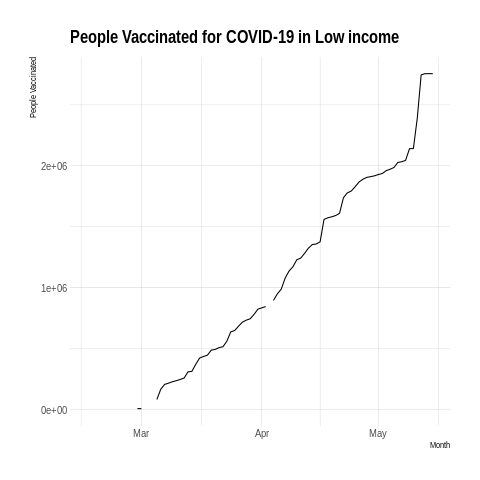 People Vaccinated for COVID-19 in Low income
People Vaccinated
2e+06
1e+06
0e+00
Mar Apr May
Month